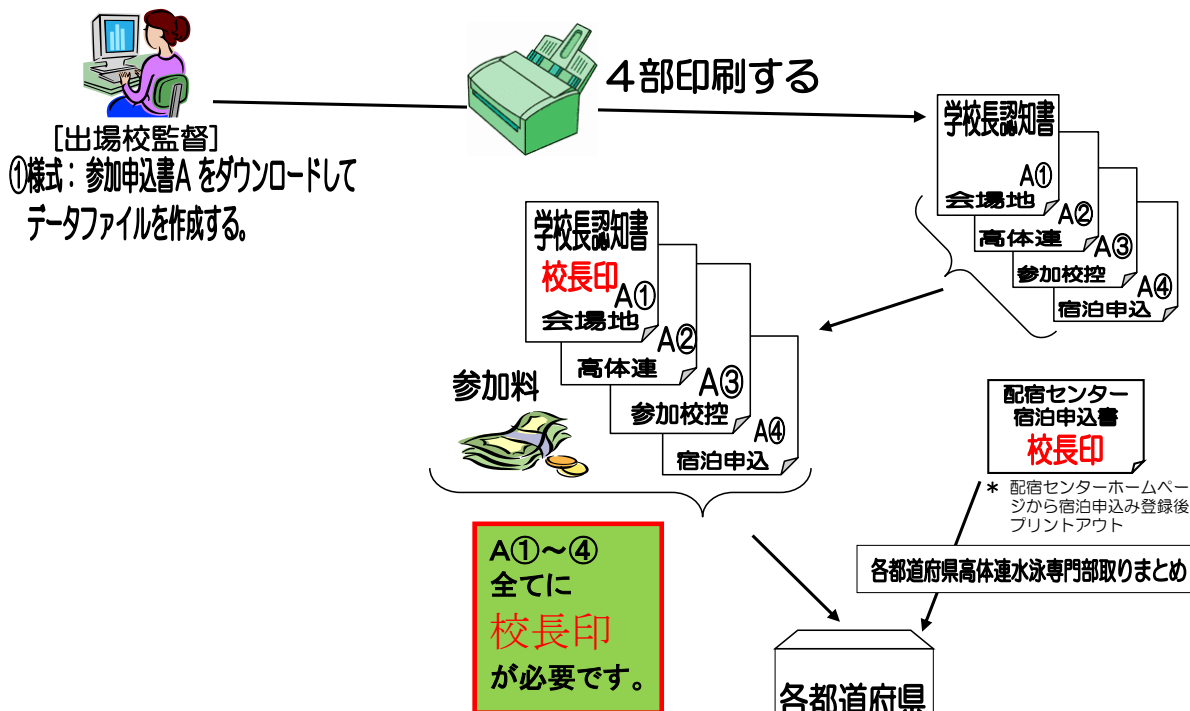 4部印刷する
[出場校監督]
①様式：参加申込書A をダウンロードして
データファイルを作成する。
学校長認知書
A①
会場地
A②
高体連
A③
参加校控
A④
宿泊申込
学校長認知書
校長印
A①
会場地
A②
高体連
A③
参加校控
A④
宿泊申込
参加料
配宿センター
宿泊申込書
校長印
＊ 配宿センターホームペー
ジから宿泊申込み登録後
プリントアウト
A①～④
全てに
校長印
が必要です。
各都道府県高体連水泳専門部取りまとめ
各都道府県